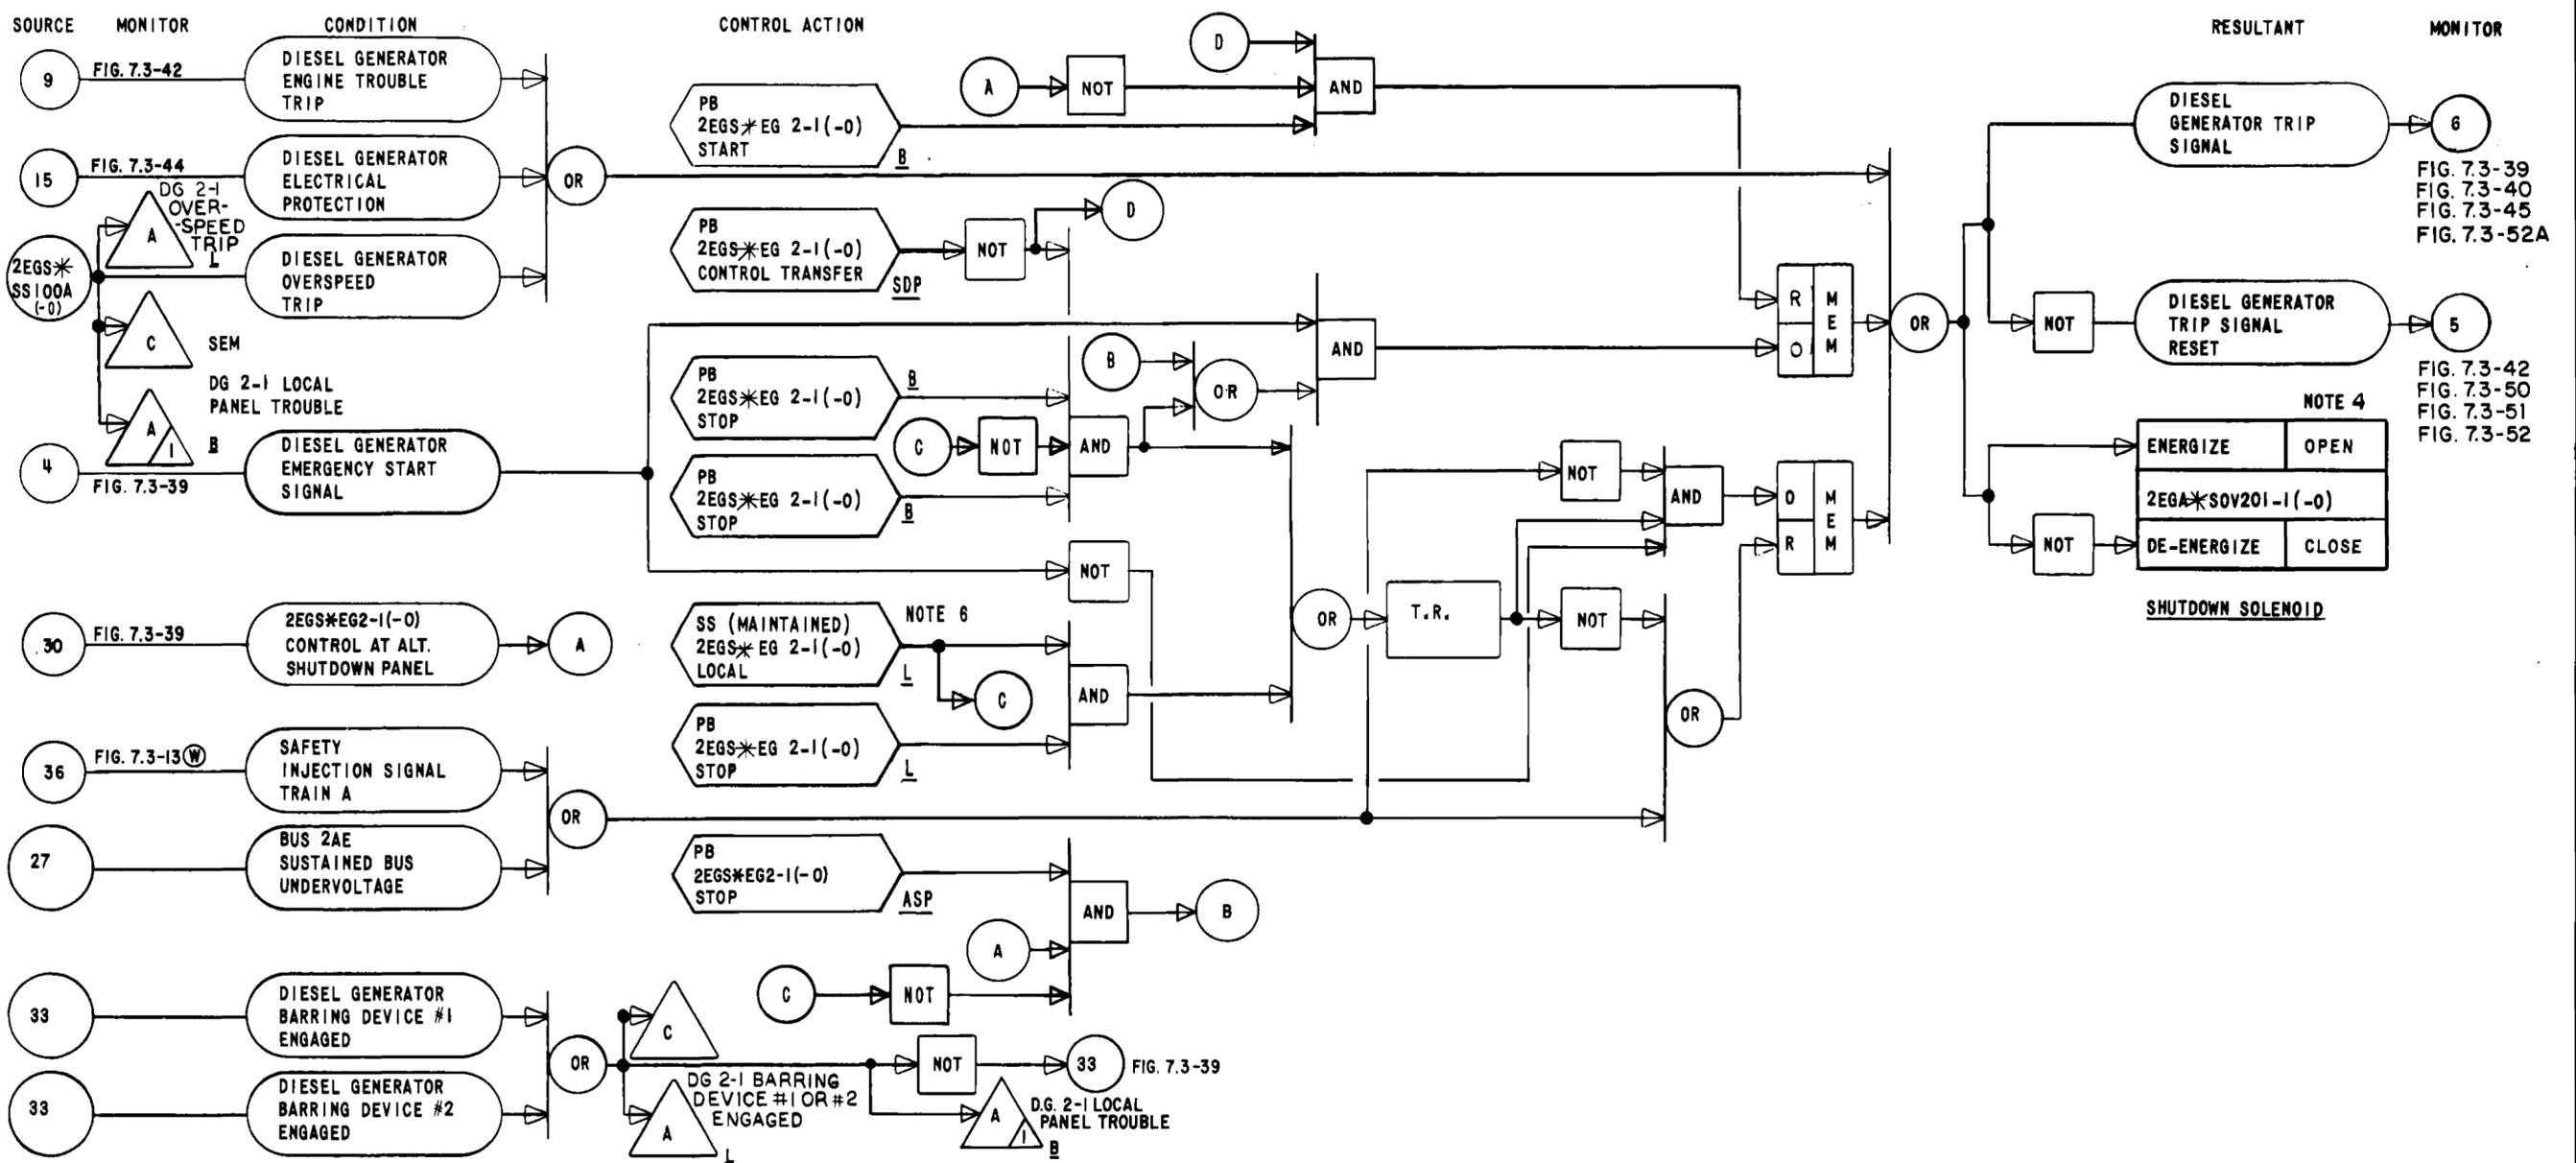 SOURCE MONITOR CONDITION CONTROL ACTION RESULTANT MONITOR
9
FIG. 7.3-42
DIESEL GENERATOR
ENGINE TROUBLE
TRIP
15
FIG. 7.3-44
DIESEL GENERATOR
ELECTRICAL
PROTECTION
DG 2-1
OVER-
-SPEED
TRIP
A
L
2EGS*
SS100A
(-0)
DIESEL GENERATOR
OVERSPEED
TRIP
OR
C
SEM
DG 2-1 LOCAL
PANEL TROUBLE
A
1
B
4
FIG. 7.3-39
DIESEL GENERATOR
EMERGENCY START
SIGNAL
30
FIG. 7.3-39
2EGS*EG2-1(-0)
CONTROL AT ALT.
SHUTDOWN PANEL
A
36
FIG. 7.3-13 W
SAFETY
INJECTION SIGNAL
TRAIN A
27
BUS 2AE
SUSTAINED BUS
UNDERVOLTAGE
OR
33
DIESEL GENERATOR
BARRING DEVICE #1
ENGAGED
33
DIESEL GENERATOR
BARRING DEVICE #2
ENGAGED
OR
C
A
DG 2-1 BARRING
DEVICE #1 OR #2
ENGAGED
L
NOT
33
FIG. 7.3-39
A
1
D.G. 2-1 LOCAL
PANEL TROUBLE
B
D
A
NOT
AND
PB
2EGS*EG 2-1(-0)
START
B
PB
2EGS*EG 2-1(-0)
CONTROL TRANSFER
SDP
NOT
D
PB
2EGS*EG 2-1(-0)
STOP
B
C
NOT
AND
PB
2EGS*EG 2-1(-0)
STOP
B
B
OR
AND
NOT
SS (MAINTAINED)
2EGS*EG 2-1(-0)
LOCAL
NOTE 6
L
C
AND
PB
2EGS*EG 2-1(-0)
STOP
L
OR
T.R.
NOT
NOT
AND
OR
PB
2EGS*EG2-1(-0)
STOP
ASP
A
C
NOT
AND
B
R
O
M
E
M
O
R
M
E
M
OR
DIESEL
GENERATOR TRIP
SIGNAL
6
FIG. 7.3-39
FIG. 7.3-40
FIG. 7.3-45
FIG. 7.3-52A
NOT
DIESEL GENERATOR
TRIP SIGNAL
RESET
5
FIG. 7.3-42
FIG. 7.3-50
FIG. 7.3-51
FIG. 7.3-52
NOTE 4
ENERGIZE OPEN
2EGA*SOV201-1(-0)
NOT
DE-ENERGIZE CLOSE
SHUTDOWN SOLENOID